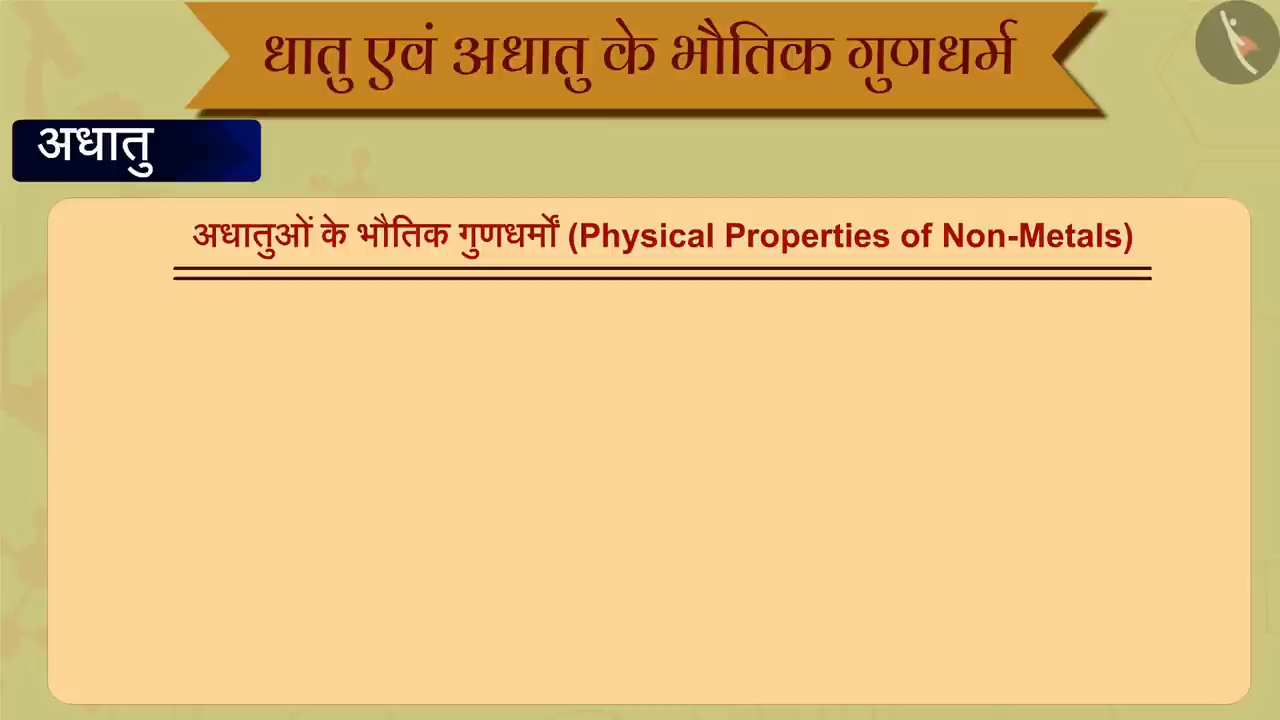 धातु एवं अधातु के भौतिक गुणधर्म
अधातु
अधातुओं के भौतिक गुणधर्मों (Physical Properties of Non-Metals)